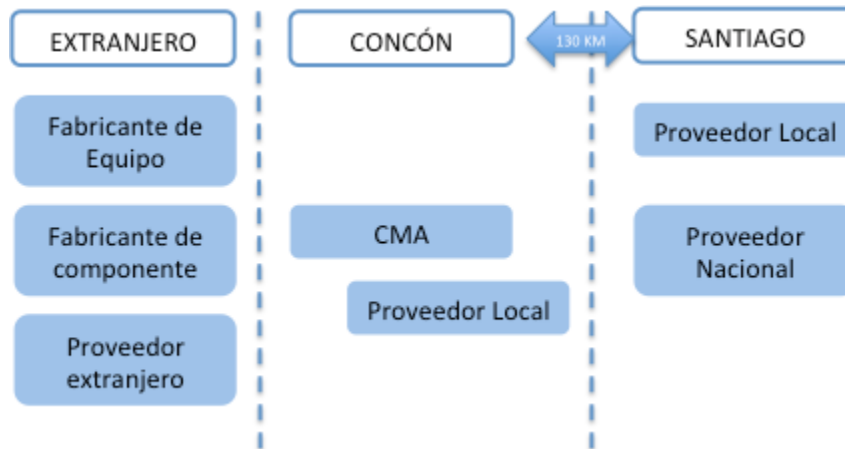 EXTRANJERO
CONCÓN
130 KM
SANTIAGO
Fabricante de
Equipo
Fabricante de
componente
Proveedor
extranjero
CMA
Proveedor Local
Proveedor Local
Proveedor
Nacional